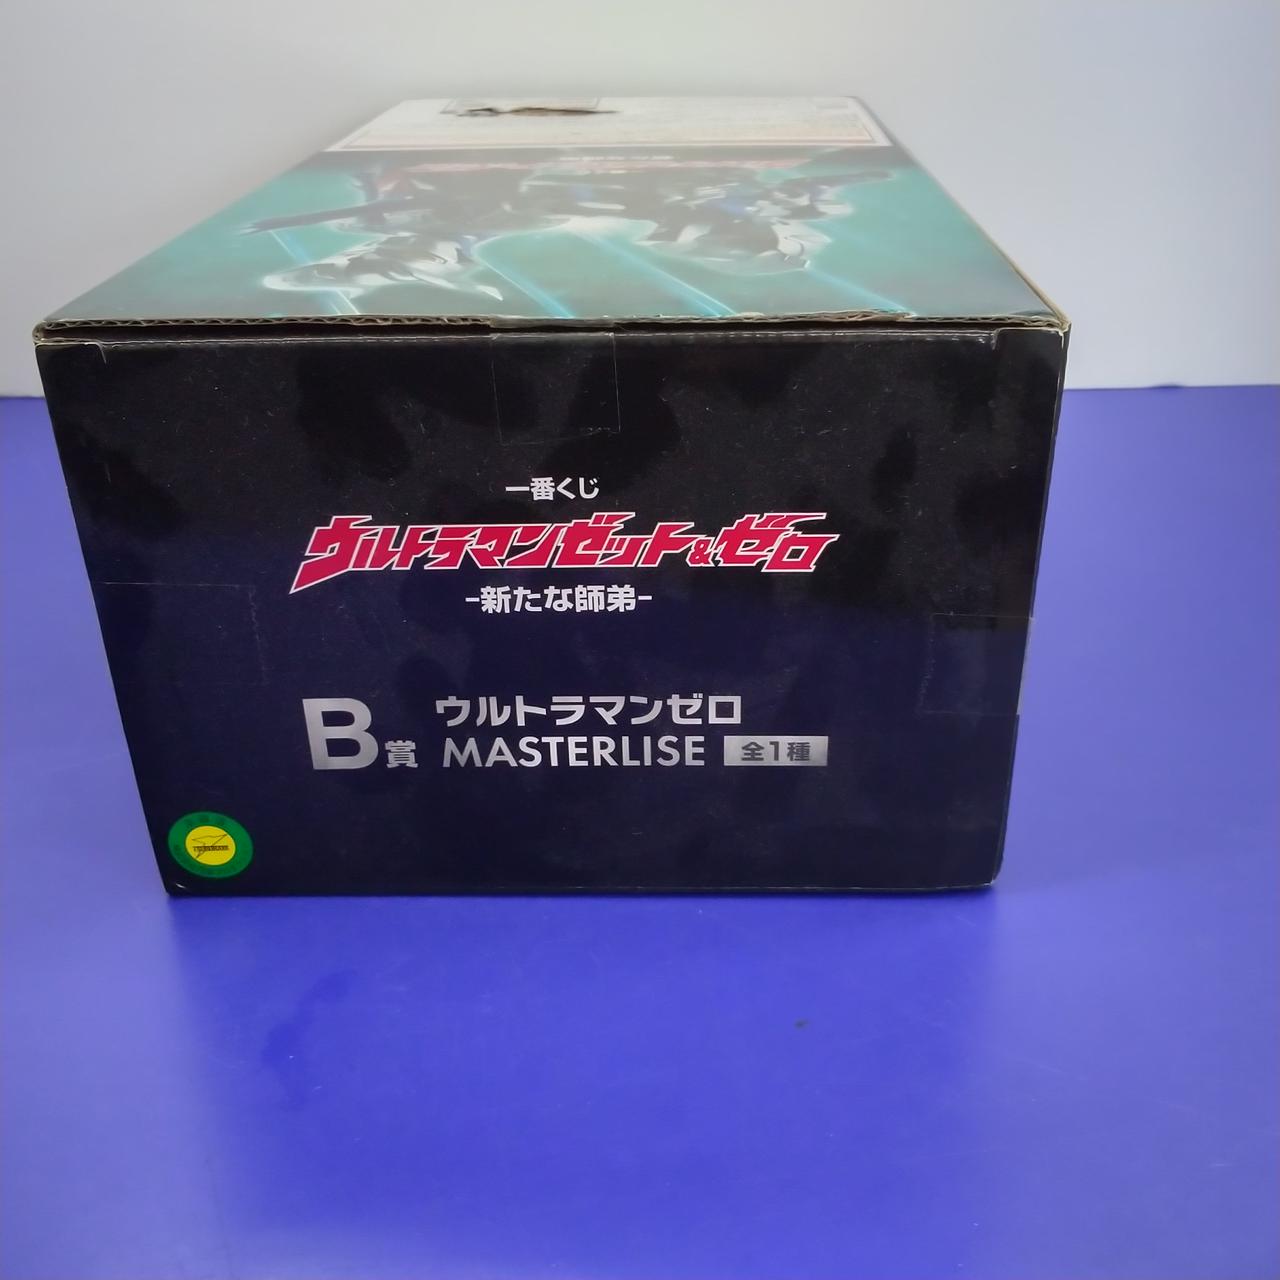 一番くじ
ウルトラマンゼット&ゼロ
-新たな師弟-
B賞
ウルトラマンゼロ
MASTERLISE 全1種